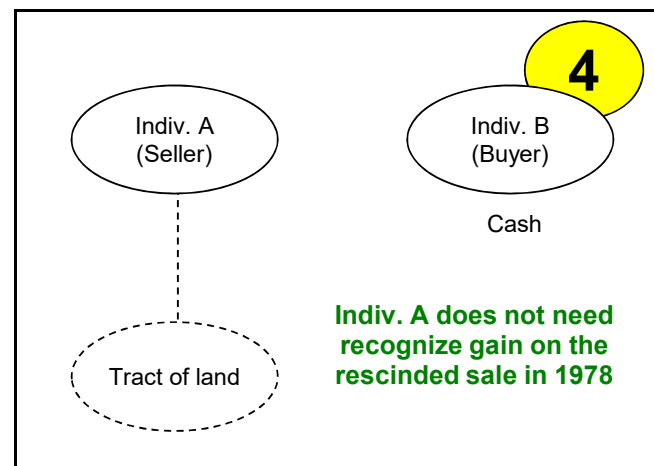 4
Indiv. A
(Seller)
Indiv. B
(Buyer)
Cash
Indiv. A does not need
recognize gain on the
rescinded sale in 1978
Tract of land